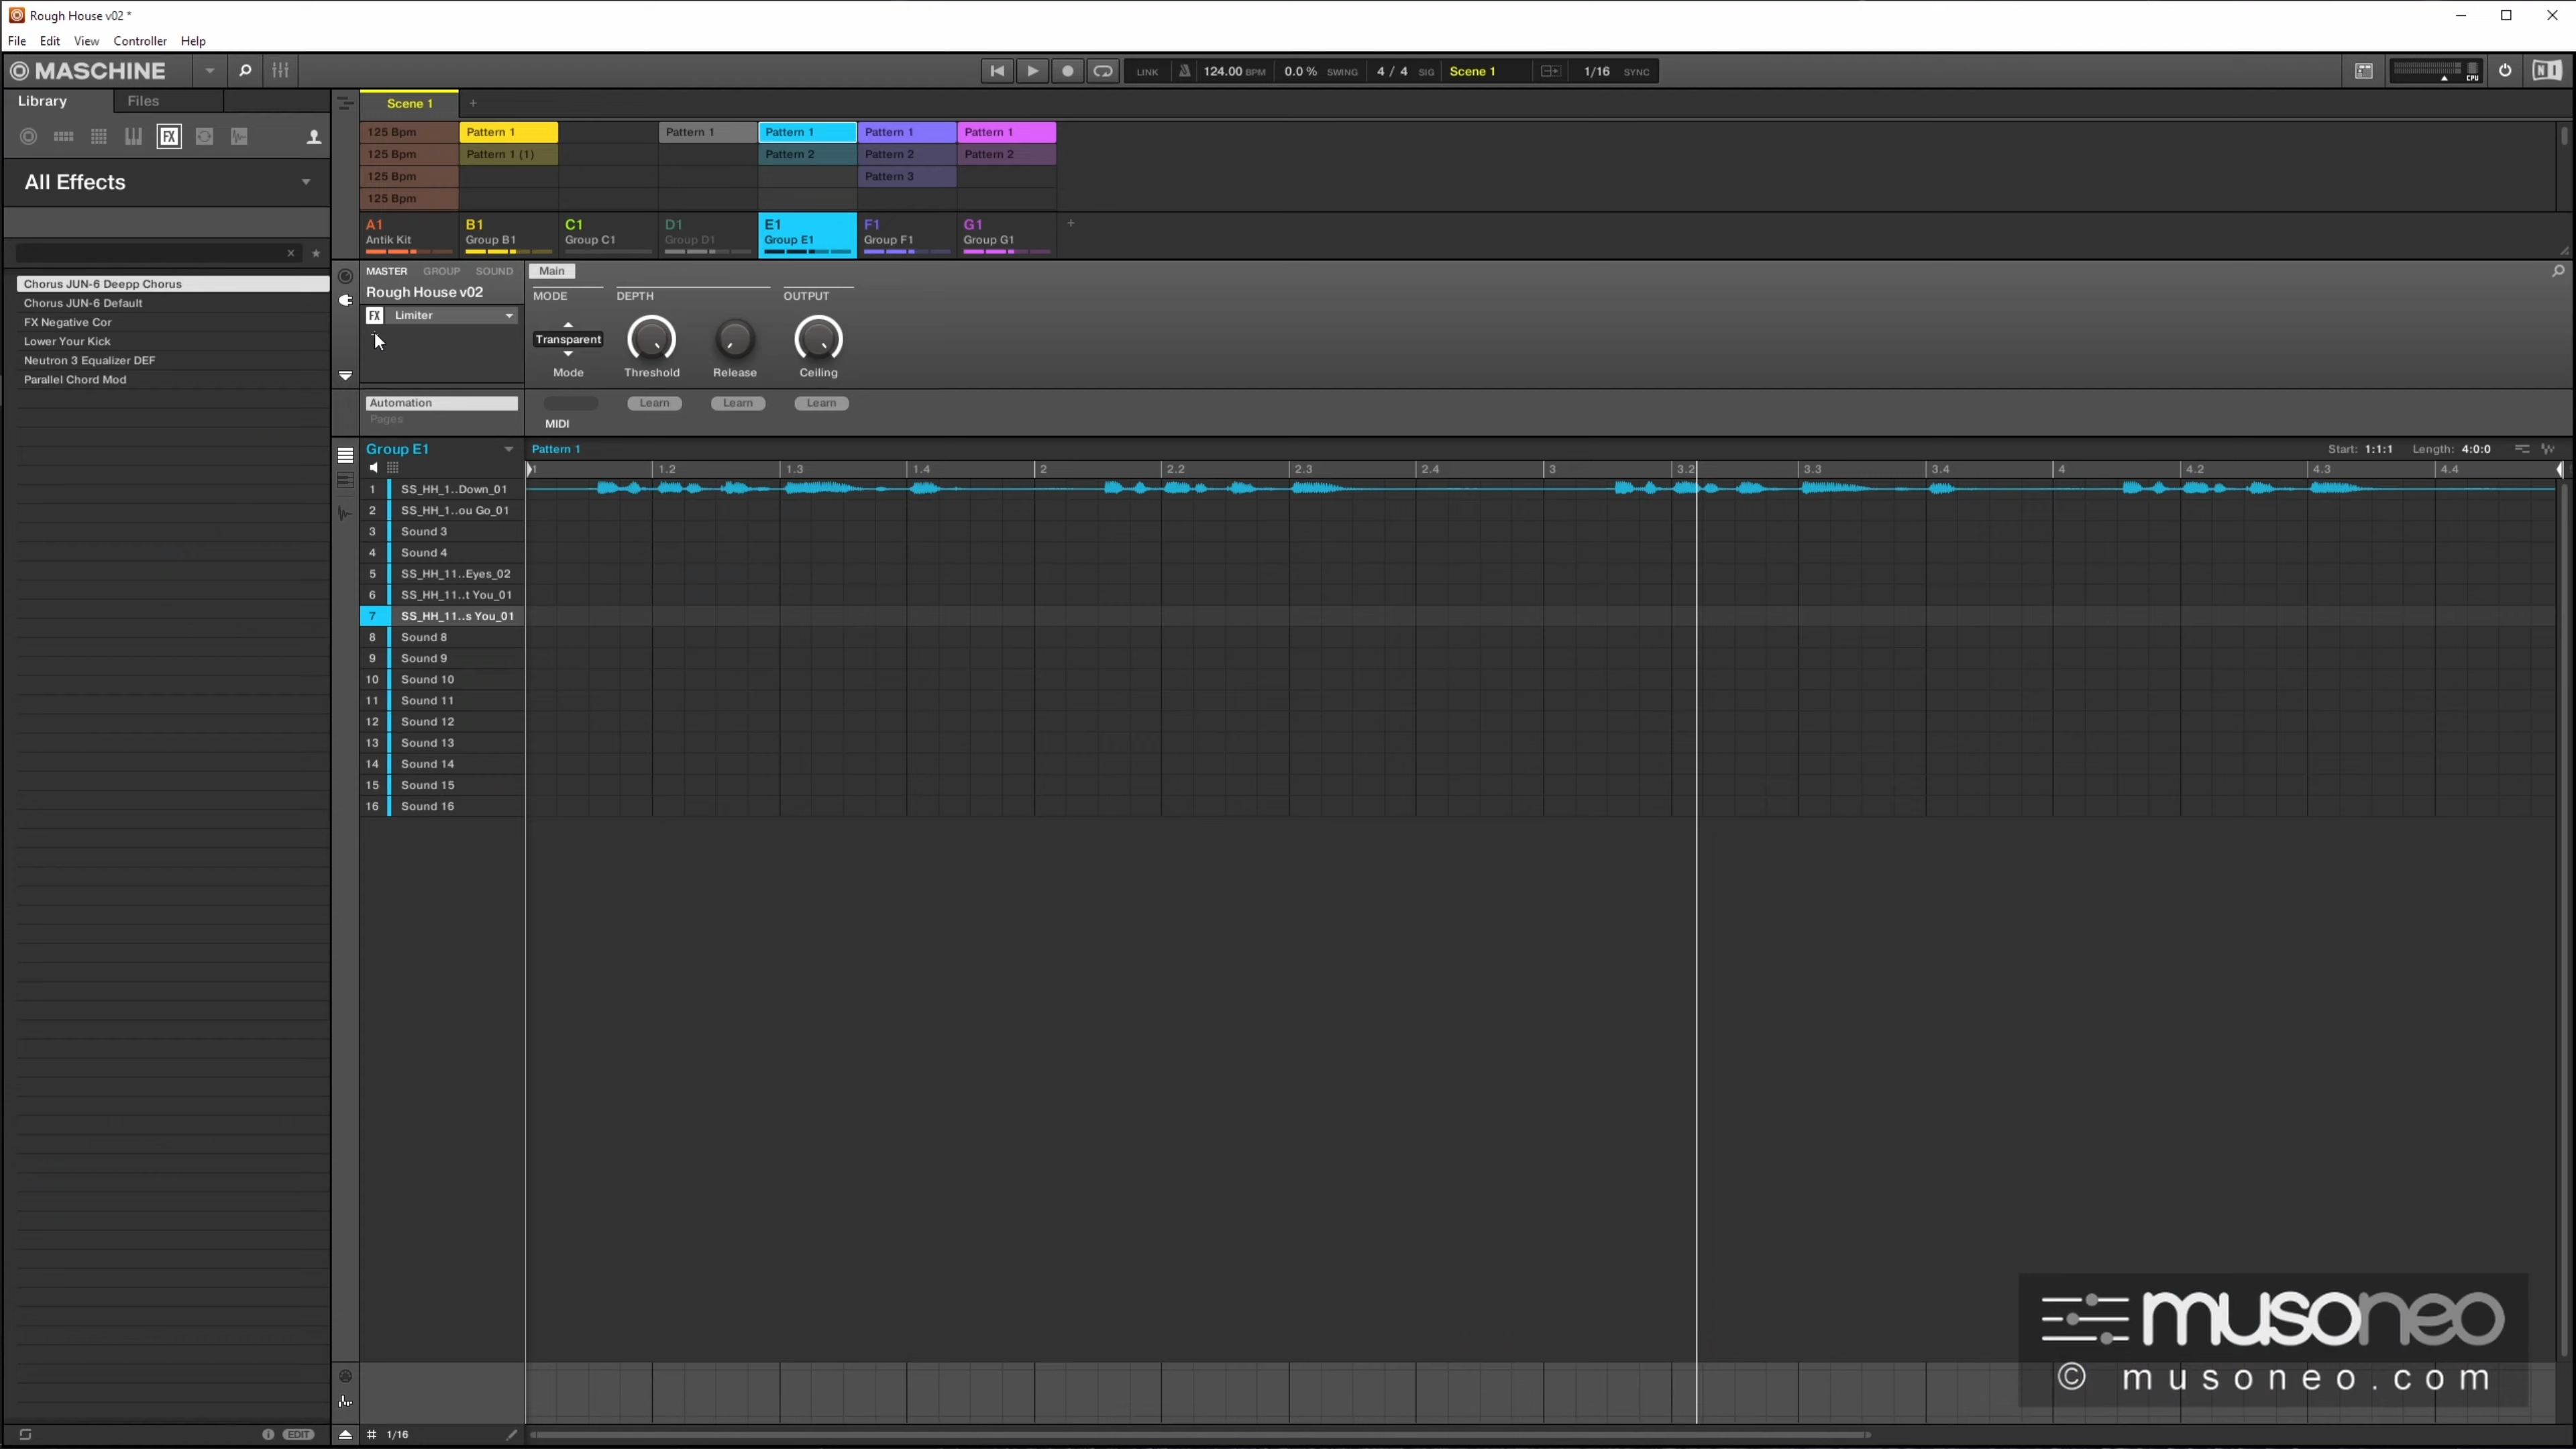 Rough House v02 *
File Edit View Controller Help
MASCHINE LINK 124.00 BPM 0.0 % SWING 4 / 4 SIG Scene 1 1/16 SYNC CPU NI
Library Files
FX
All Effects
Chorus JUN-6 Deepp Chorus
Chorus JUN-6 Default
FX Negative Cor
Lower Your Kick
Neutron 3 Equalizer DEF
Parallel Chord Mod
EDIT
Scene 1 +
125 Bpm Pattern 1 Pattern 1 Pattern 1 Pattern 1 Pattern 1
125 Bpm Pattern 1 (1) Pattern 2 Pattern 2 Pattern 2
125 Bpm Pattern 3
125 Bpm
A1 B1 C1 D1 E1 F1 G1 +
Antik Kit Group B1 Group C1 Group D1 Group E1 Group F1 Group G1
MASTER GROUP SOUND Main
Rough House v02 MODE DEPTH OUTPUT
FX Limiter
Transparent
Mode Threshold Release Ceiling
Automation Learn Learn Learn
Pages
MIDI
Group E1 Pattern 1 Start: 1:1:1 Length: 4:0:0
1 1.2 1.3 1.4 2 2.2 2.3 2.4 3 3.2 3.3 3.4 4 4.2 4.3 4.4
1 SS_HH_1..Down_01
2 SS_HH_1..ou Go_01
3 Sound 3
4 Sound 4
5 SS_HH_11..Eyes_02
6 SS_HH_11..t You_01
7 SS_HH_11..s You_01
8 Sound 8
9 Sound 9
10 Sound 10
11 Sound 11
12 Sound 12
13 Sound 13
14 Sound 14
15 Sound 15
16 Sound 16
# 1/16
musoneo
© musoneo.com